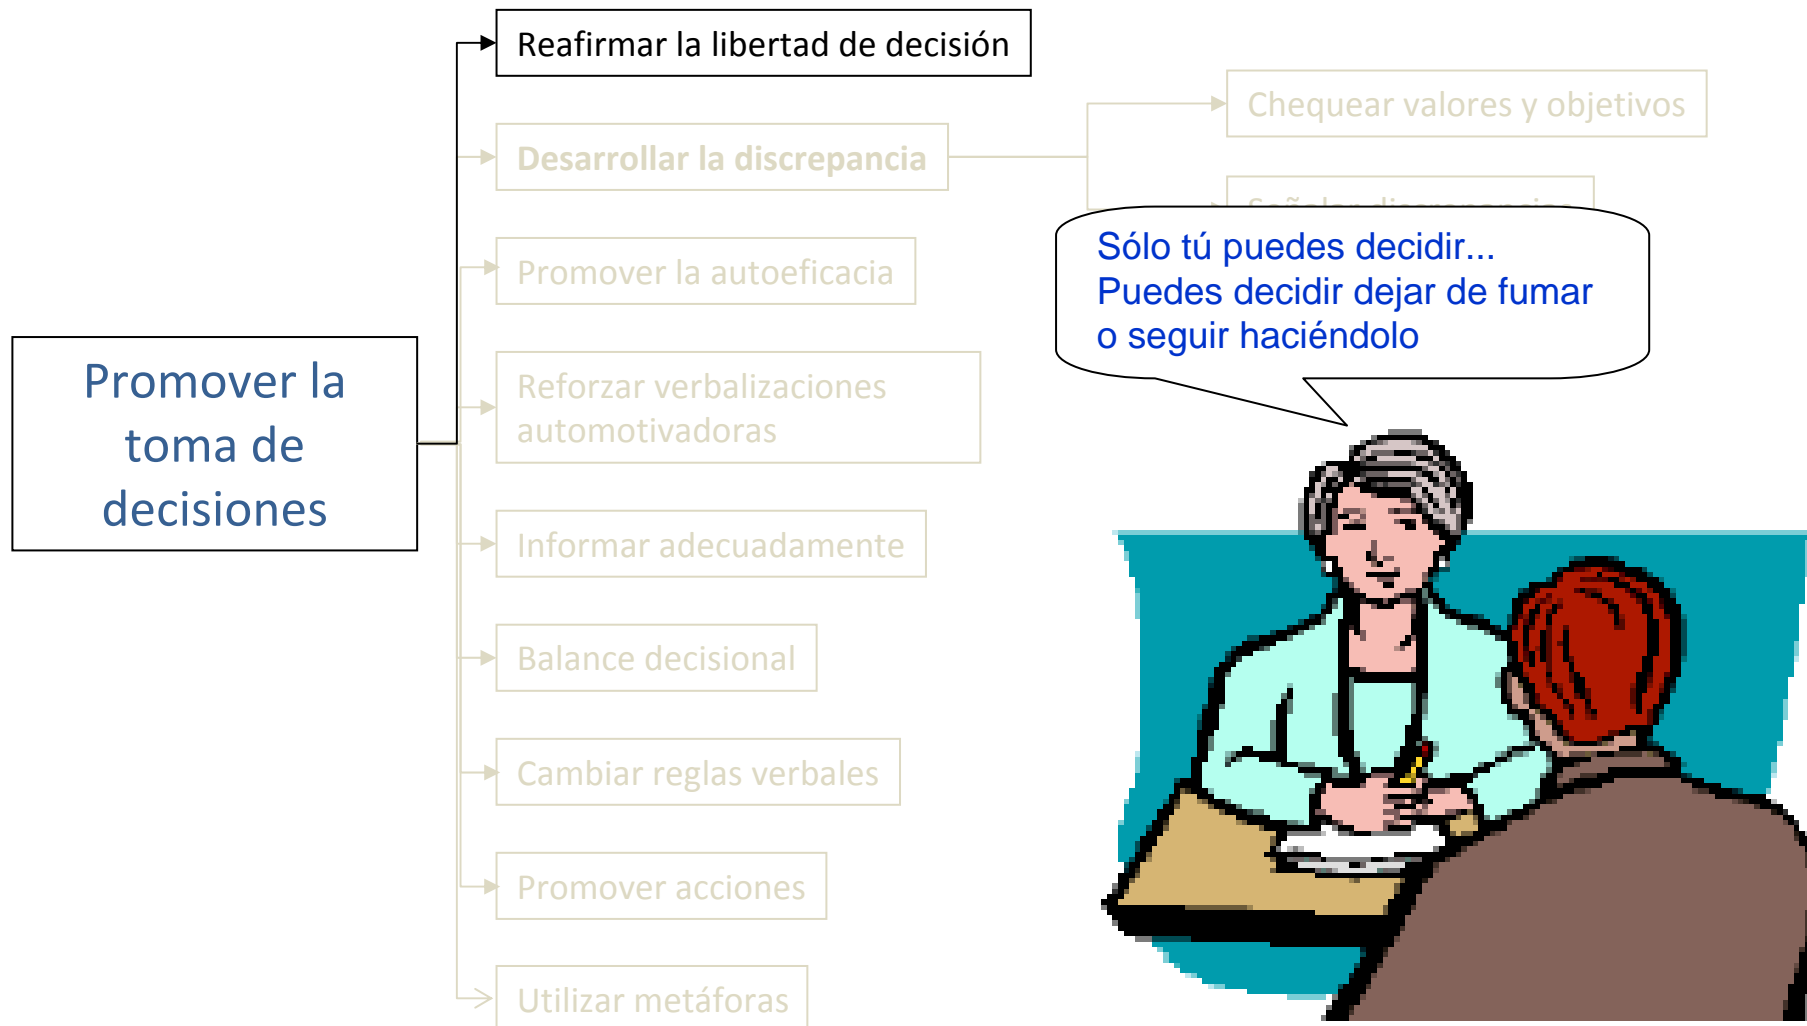 Reafirmar la libertad de decisión
Chequear valores y objetivos
Desarrollar la discrepancia
Señalar discrepancias
Sólo tú puedes decidir...
Puedes decidir dejar de fumar
o seguir haciéndolo
Promover la autoeficacia
Promover la
toma de
decisiones
Reforzar verbalizaciones
automotivadoras
Informar adecuadamente
Balance decisional
Cambiar reglas verbales
Promover acciones
Utilizar metáforas